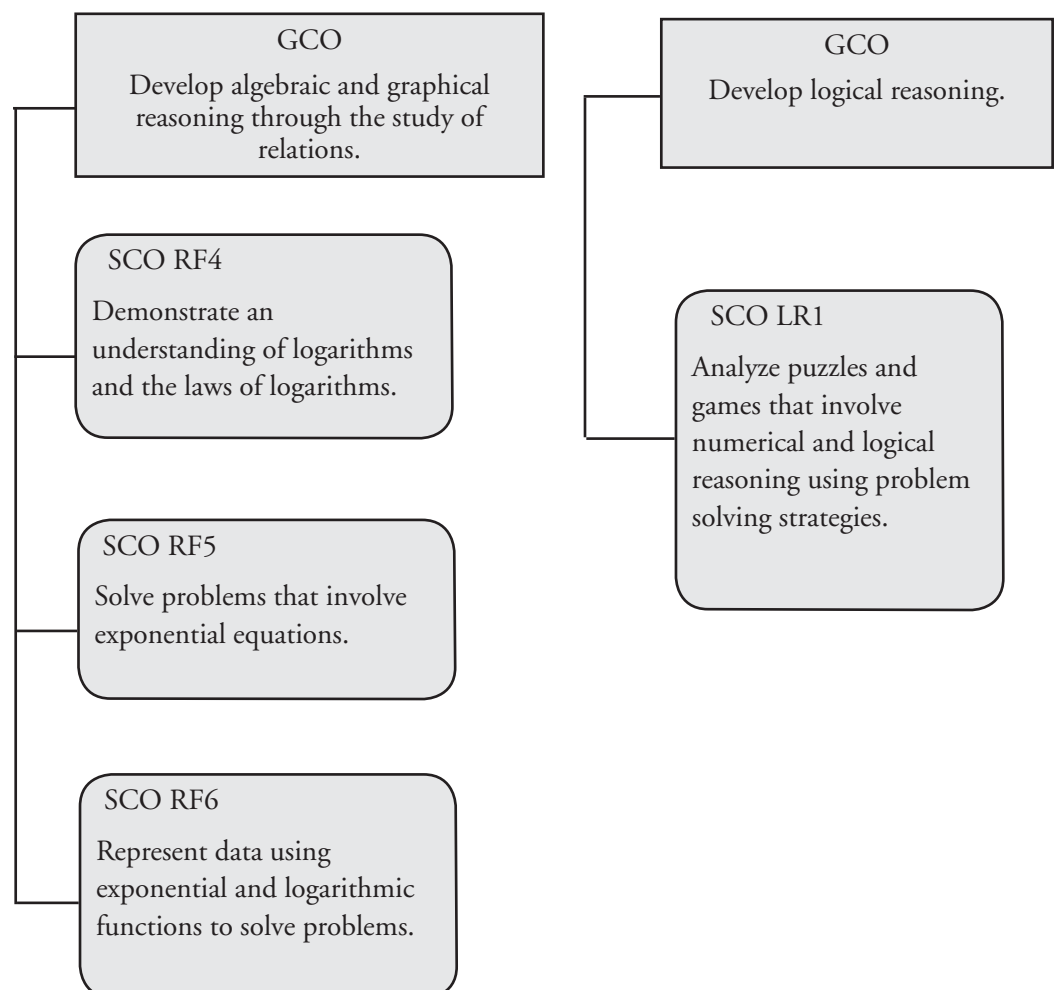 GCO
Develop algebraic and graphical
reasoning through the study of
relations.
SCO RF4
Demonstrate an
understanding of logarithms
and the laws of logarithms.
SCO RF5
Solve problems that involve
exponential equations.
SCO RF6
Represent data using
exponential and logarithmic
functions to solve problems.
GCO
Develop logical reasoning.
SCO LR1
Analyze puzzles and
games that involve
numerical and logical
reasoning using problem
solving strategies.